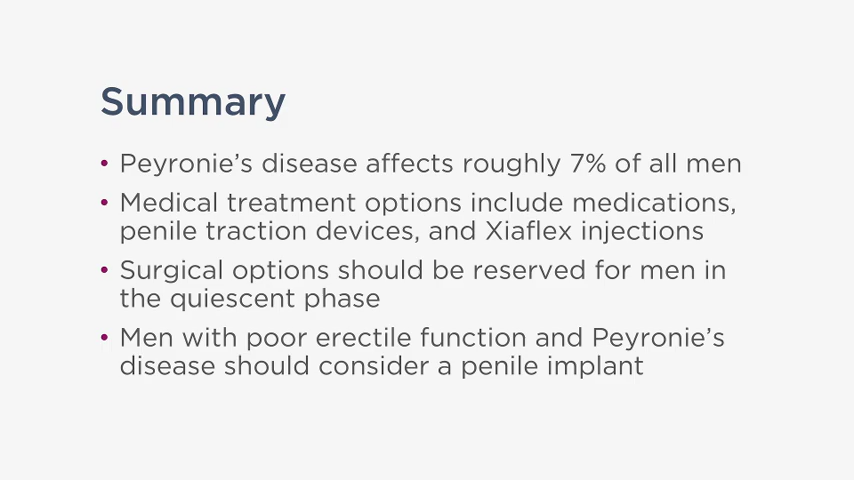 Summary
• Peyronie's disease affects roughly 7% of all men
• Medical treatment options include medications,
penile traction devices, and Xiaflex injections
• Surgical options should be reserved for men in
the quiescent phase
• Men with poor erectile function and Peyronie's
disease should consider a penile implant